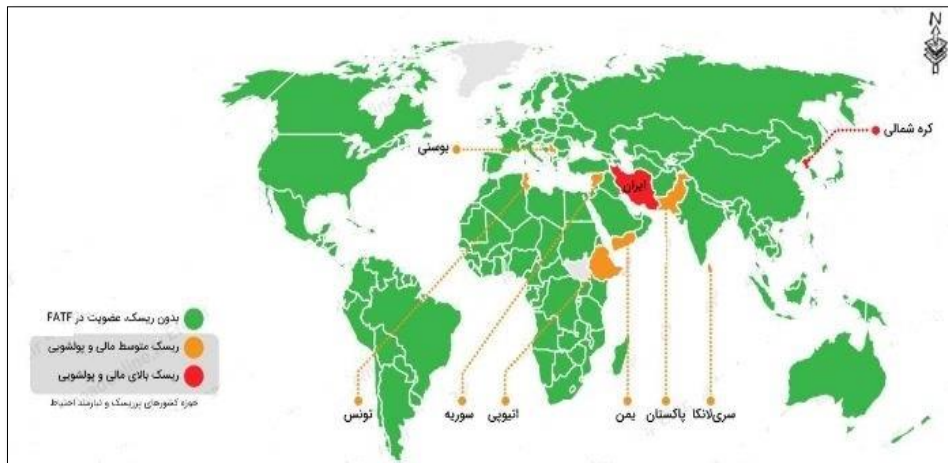 N
کره شمالی
بوسنی
ایران
بدون ریسک، عضویت در FATF
ریسک متوسط مالی و پولشویی
ریسک بالای مالی و پولشویی
حوزه کشورهای پرریسک و نیازمند احتیاط
تونس
سوریه
اتیوپی
یمن
پاکستان
سری‌لانکا